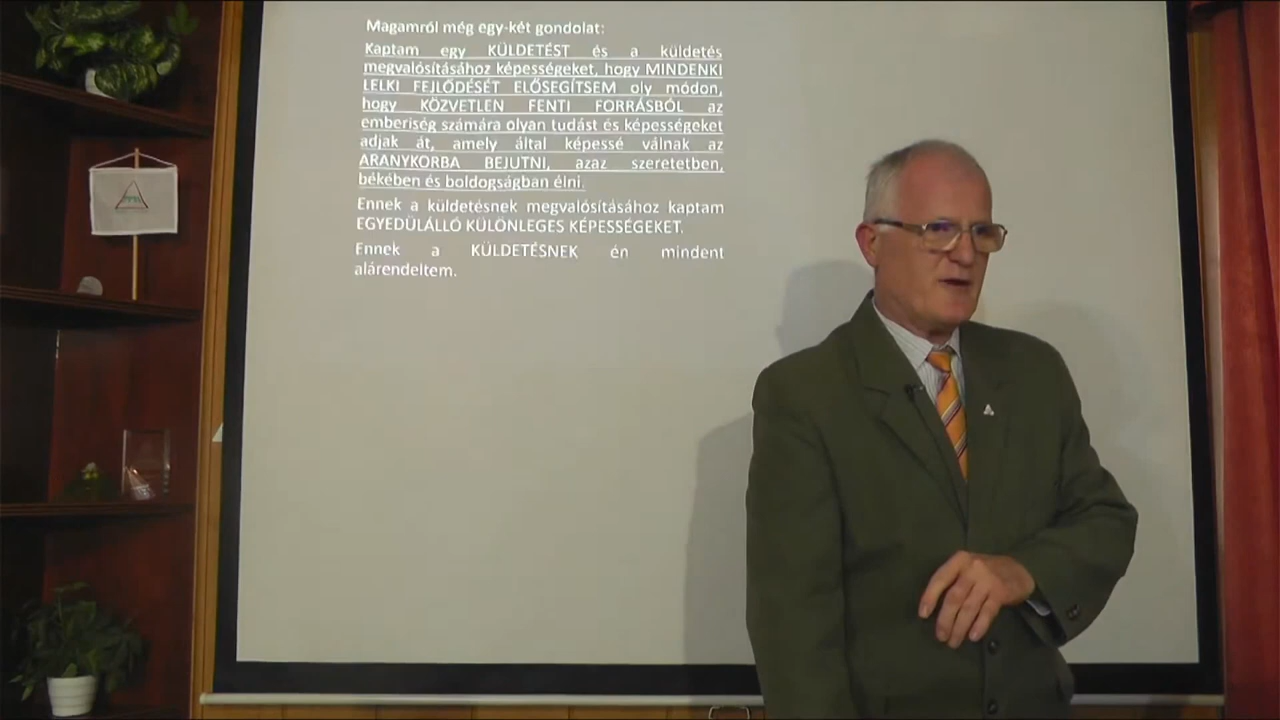 Magamról még egy-két gondolat:
Kaptam egy KÜLDETÉST és a küldetés
megvalósításához képességeket, hogy MINDENKI
LELKI FEJLŐDÉSÉT ELŐSEGÍTSEM oly módon,
hogy KÖZVETLEN FENTI FORRÁSBÓL az
emberiség számára olyan tudást és képességeket
adjak át, amely által képessé válnak az
ARANYKORBA BEJUTNI, azaz szeretetben,
békében és boldogságban élni.
Ennek a küldetésnek megvalósításához kaptam
EGYEDÜLÁLLÓ KÜLÖNLEGES KÉPESSÉGEKET.
Ennek a KÜLDETÉSNEK én mindent
alárendeltem.